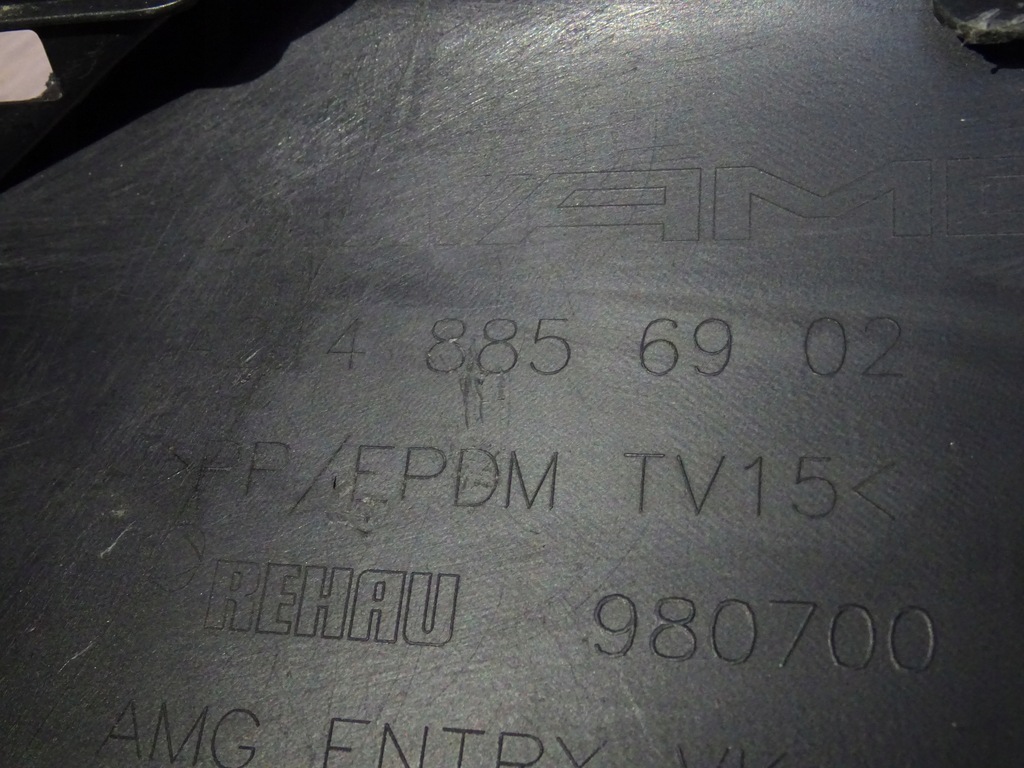 AMG
4 885 69 02
>PP/EPDM TV15<
REHAU 980700
AMG ENTRY